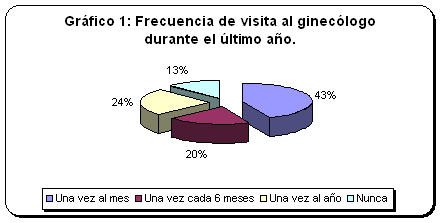 Gráfico 1: Frecuencia de visita al ginecólogo
durante el último año.
13%
43%
24%
20%
Una vez al mes Una vez cada 6 meses Una vez al año Nunca